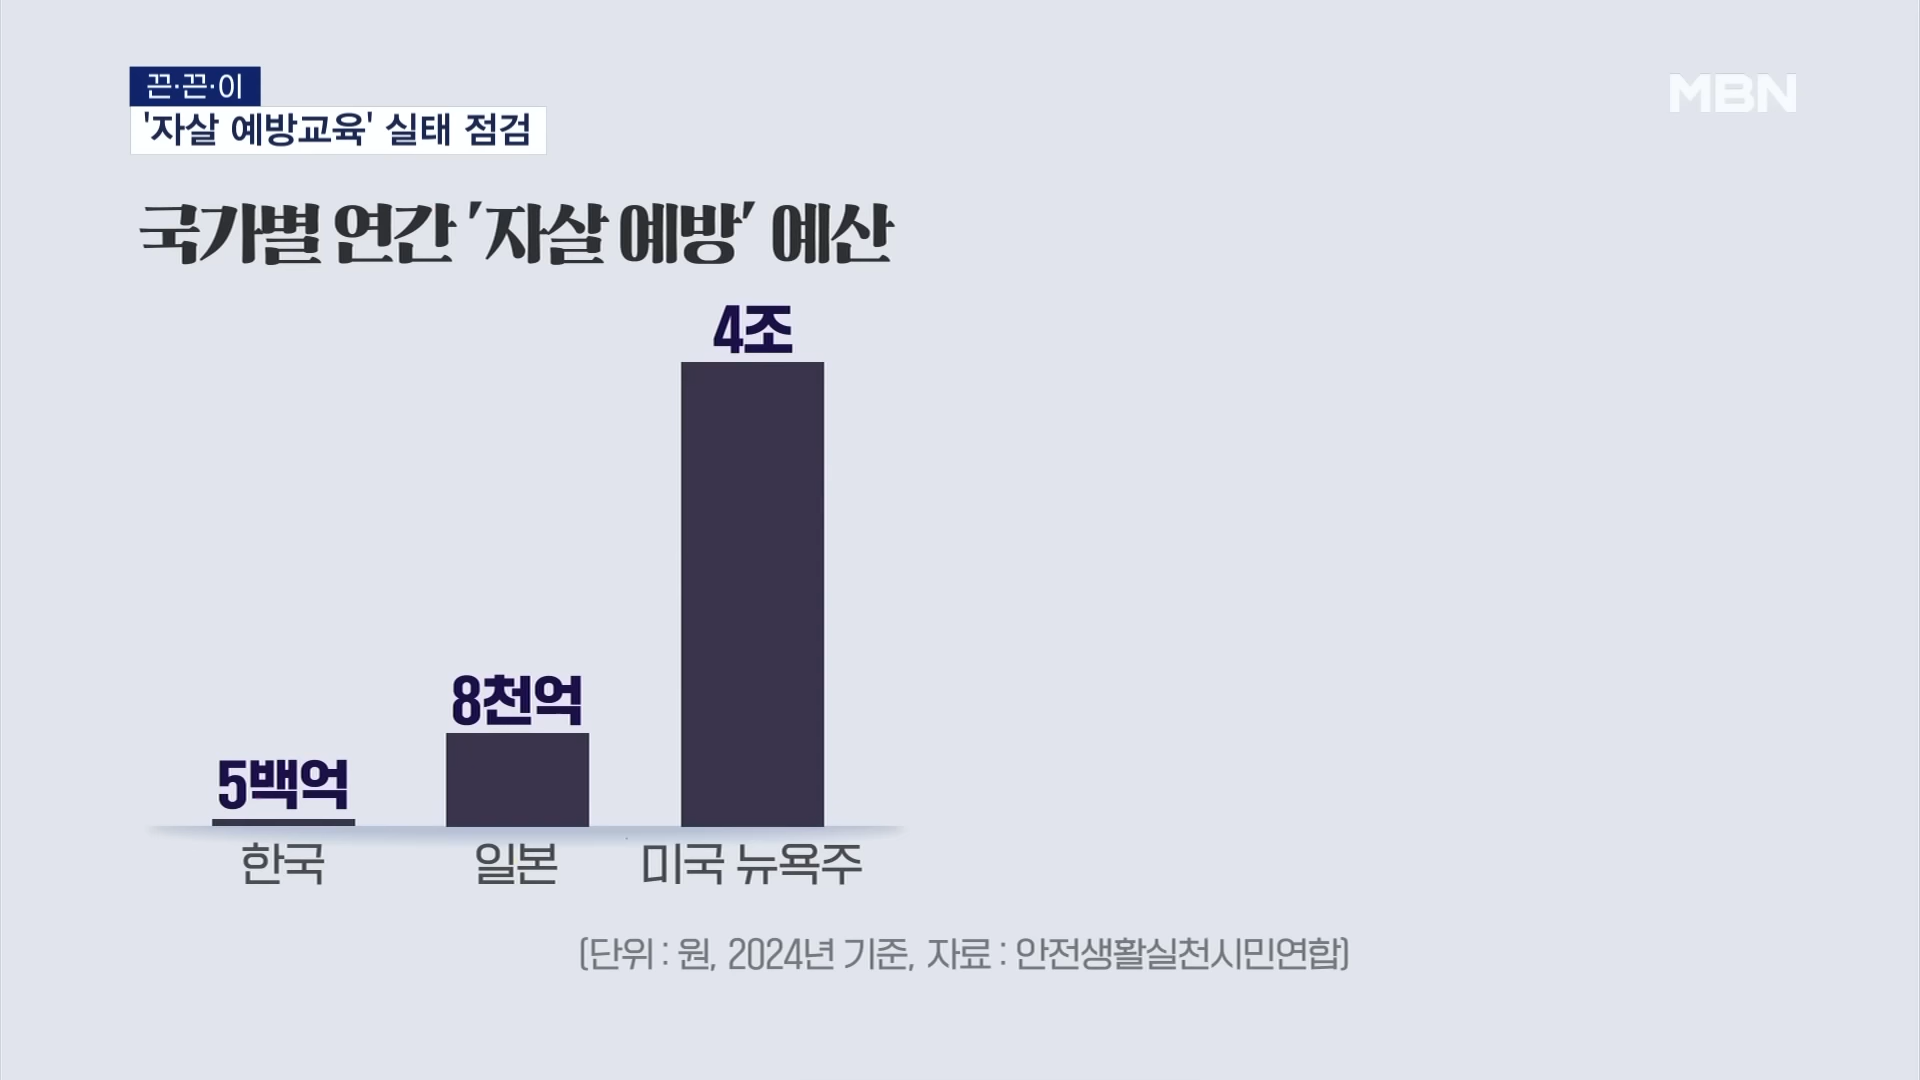 끈·끈·이
'자살 예방교육' 실태 점검
MBN
국가별 연간 '자살 예방' 예산
4조
8천억
5백억
한국
일본
미국 뉴욕주
(단위 : 원, 2024년 기준, 자료 : 안전생활실천시민연합)